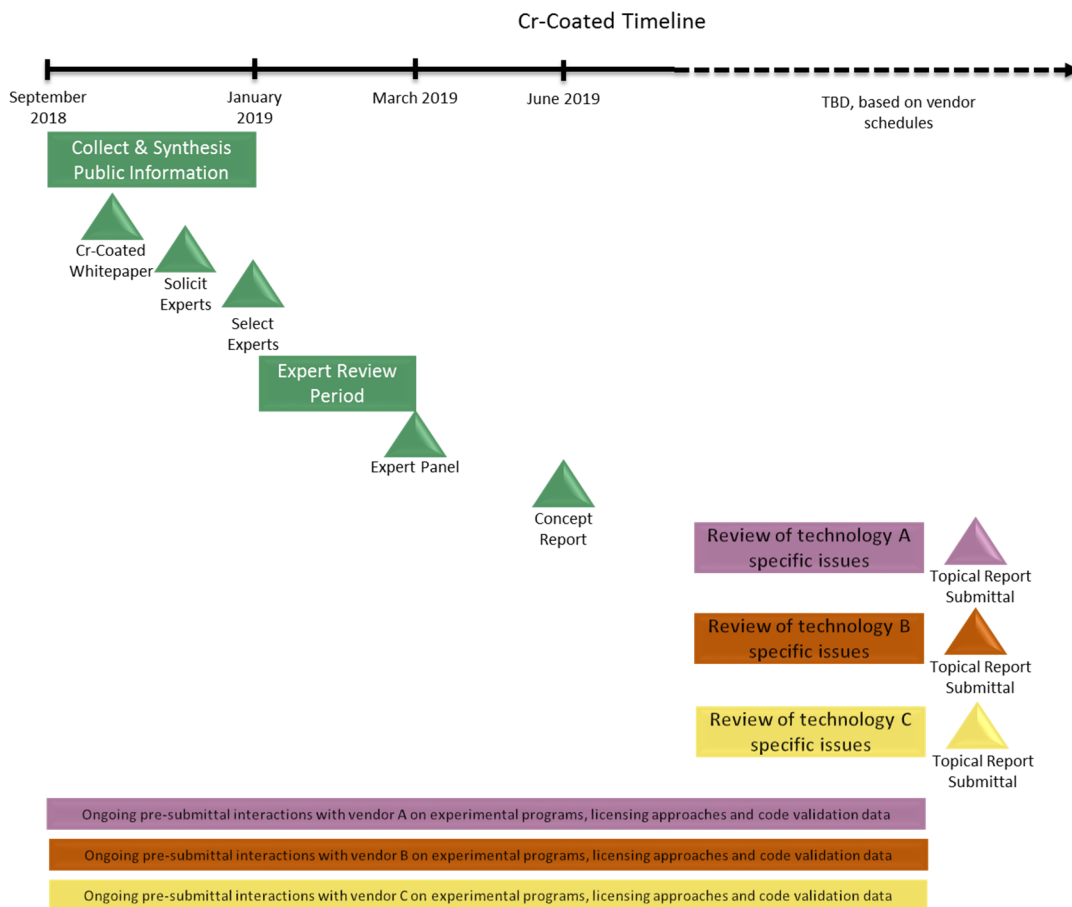 Cr-Coated Timeline
September
2018
January
2019
March 2019
June 2019
TBD, based on vendor
schedules
Collect & Synthesis
Public Information
Cr-Coated
Whitepaper
Solicit
Experts
Select
Experts
Expert Review
Period
Expert Panel
Concept
Report
Review of technology A
specific issues
Topical Report
Submittal
Review of technology B
specific issues
Topical Report
Submittal
Review of technology C
specific issues
Topical Report
Submittal
Ongoing pre-submittal interactions with vendor A on experimental programs, licensing approaches and code validation data
Ongoing pre-submittal interactions with vendor B on experimental programs, licensing approaches and code validation data
Ongoing pre-submittal interactions with vendor C on experimental programs, licensing approaches and code validation data